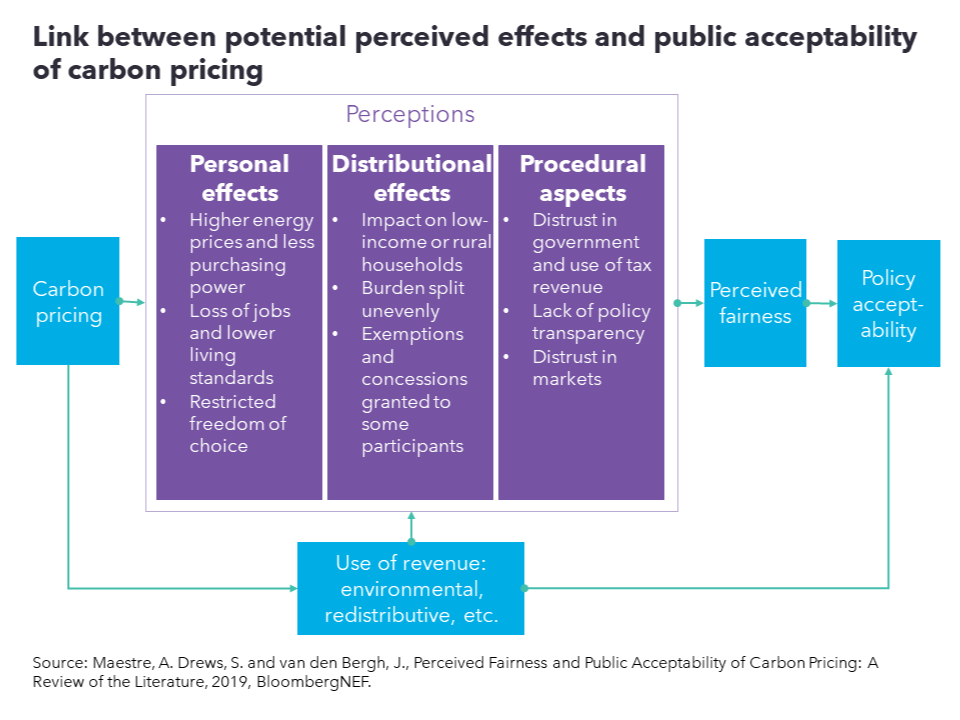 Link between potential perceived effects and public acceptability
of carbon pricing
Perceptions
Carbon
pricing
Personal
effects
• Higher energy
prices and less
purchasing
power
• Loss of jobs
and lower
living
standards
• Restricted
freedom of
choice
Distributional
effects
• Impact on low-
income or rural
households
• Burden split
unevenly
• Exemptions
and
concessions
granted to
some
participants
Procedural
aspects
• Distrust in
government
and use of tax
revenue
• Lack of policy
transparency
• Distrust in
markets
Perceived
fairness
Policy
accept-
ability
Use of revenue:
environmental,
redistributive, etc.
Source: Maestre, A. Drews, S. and van den Bergh, J., Perceived Fairness and Public Acceptability of Carbon Pricing: A
Review of the Literature, 2019, BloombergNEF.